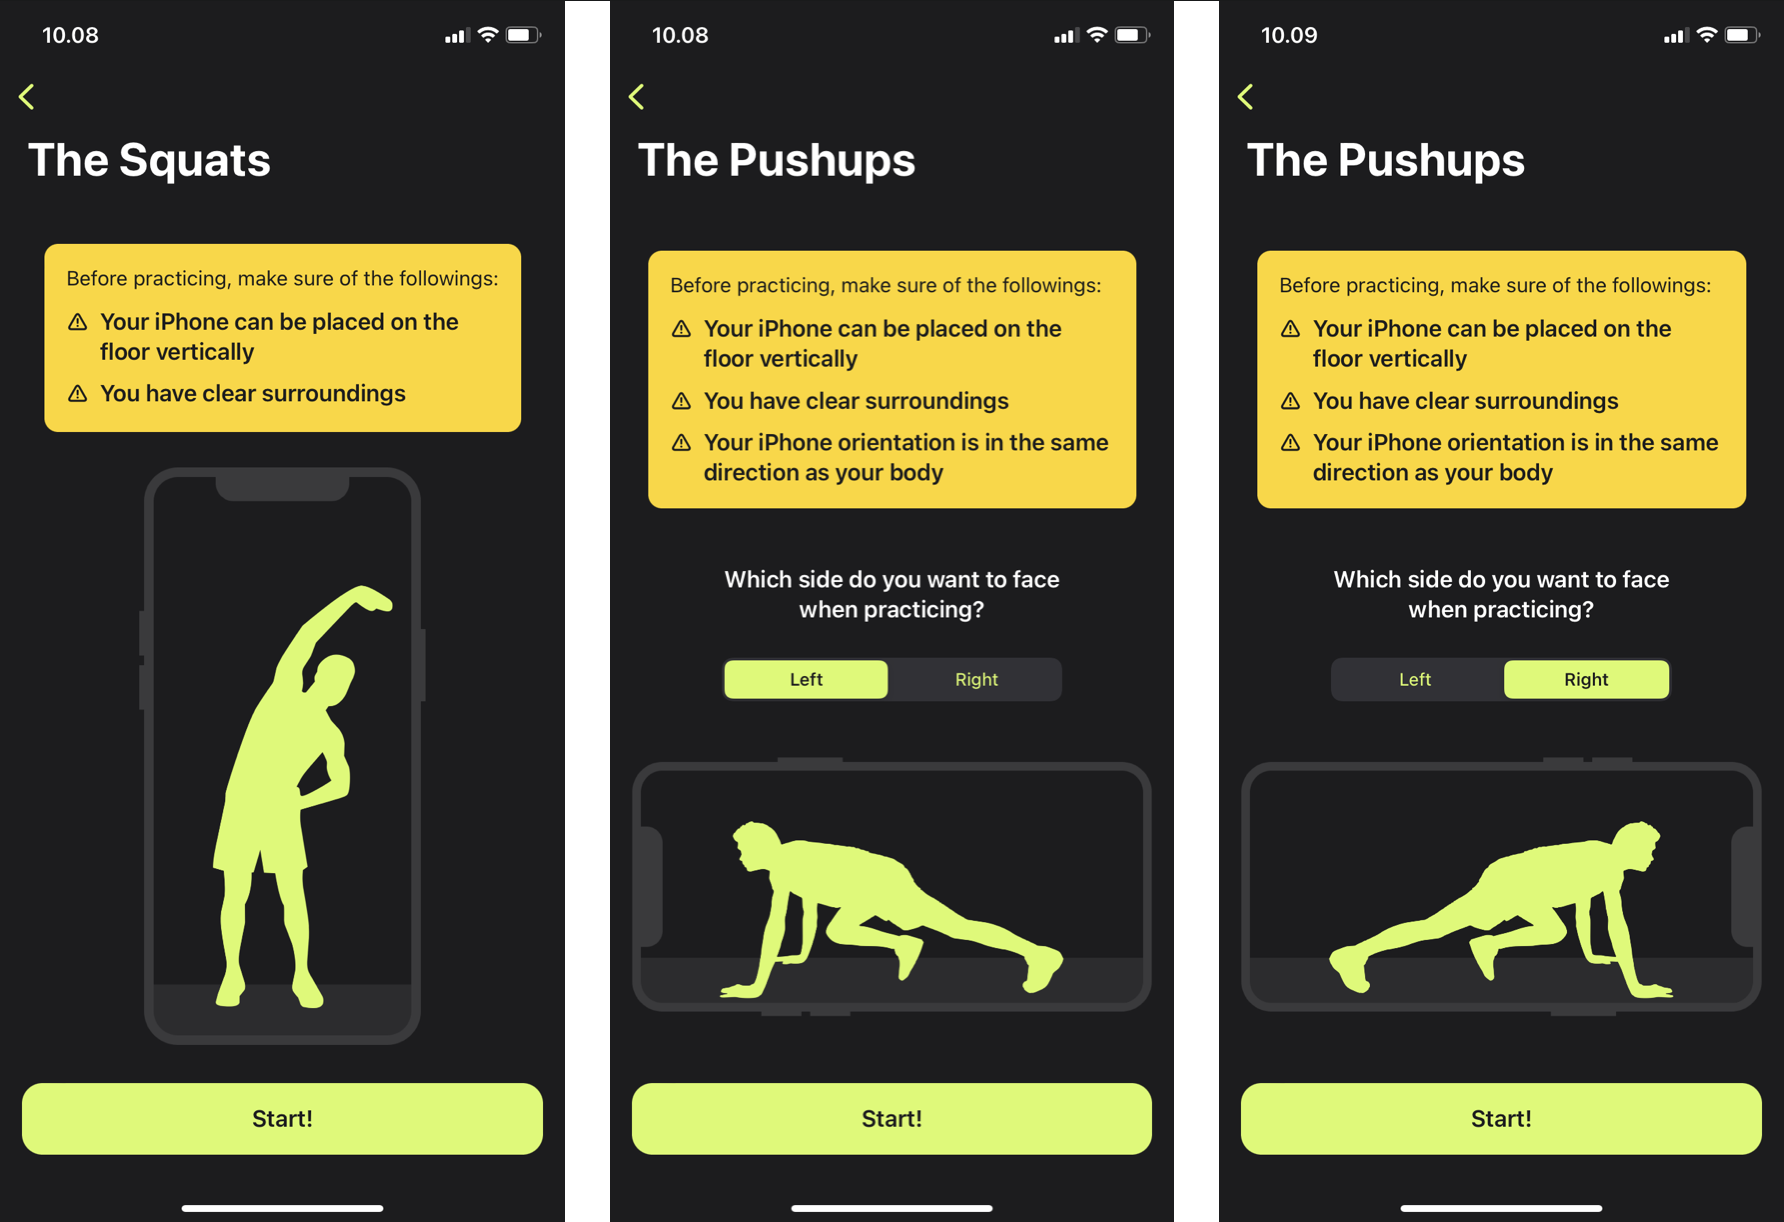 10.08
The Squats
Before practicing, make sure of the followings:
Your iPhone can be placed on the
floor vertically
You have clear surroundings
Start!
10.08
The Pushups
Before practicing, make sure of the followings:
Your iPhone can be placed on the
floor vertically
You have clear surroundings
Your iPhone orientation is in the same
direction as your body
Which side do you want to face
when practicing?
Left Right
Start!
10.09
The Pushups
Before practicing, make sure of the followings:
Your iPhone can be placed on the
floor vertically
You have clear surroundings
Your iPhone orientation is in the same
direction as your body
Which side do you want to face
when practicing?
Left Right
Start!